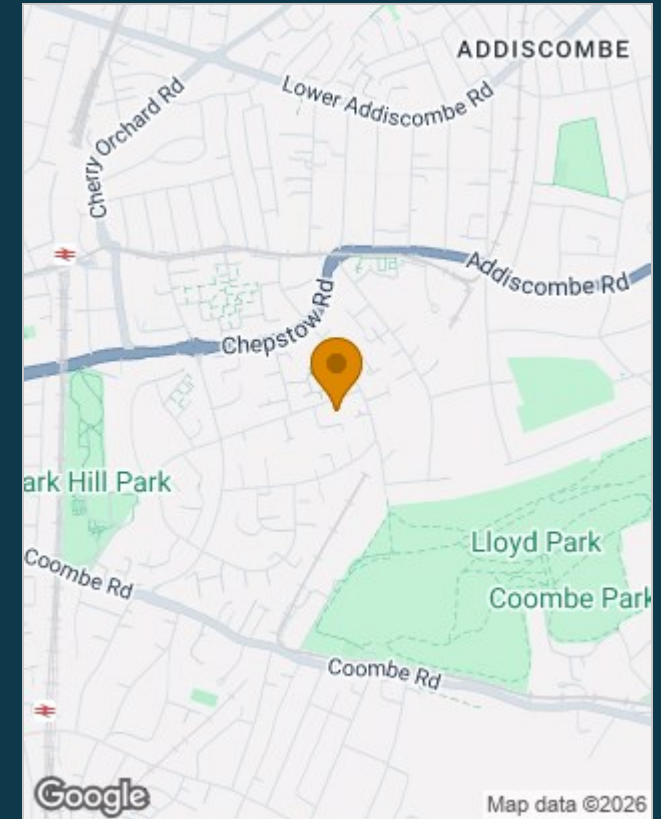 ADDISCOMBE
Lower Addiscombe Rd
Cherry Orchard Rd
Addiscombe Rd
Chepstow Rd
ark Hill Park
Lloyd Park
Coombe Park
Coombe Rd
Coombe Rd
Google
Map data ©2026